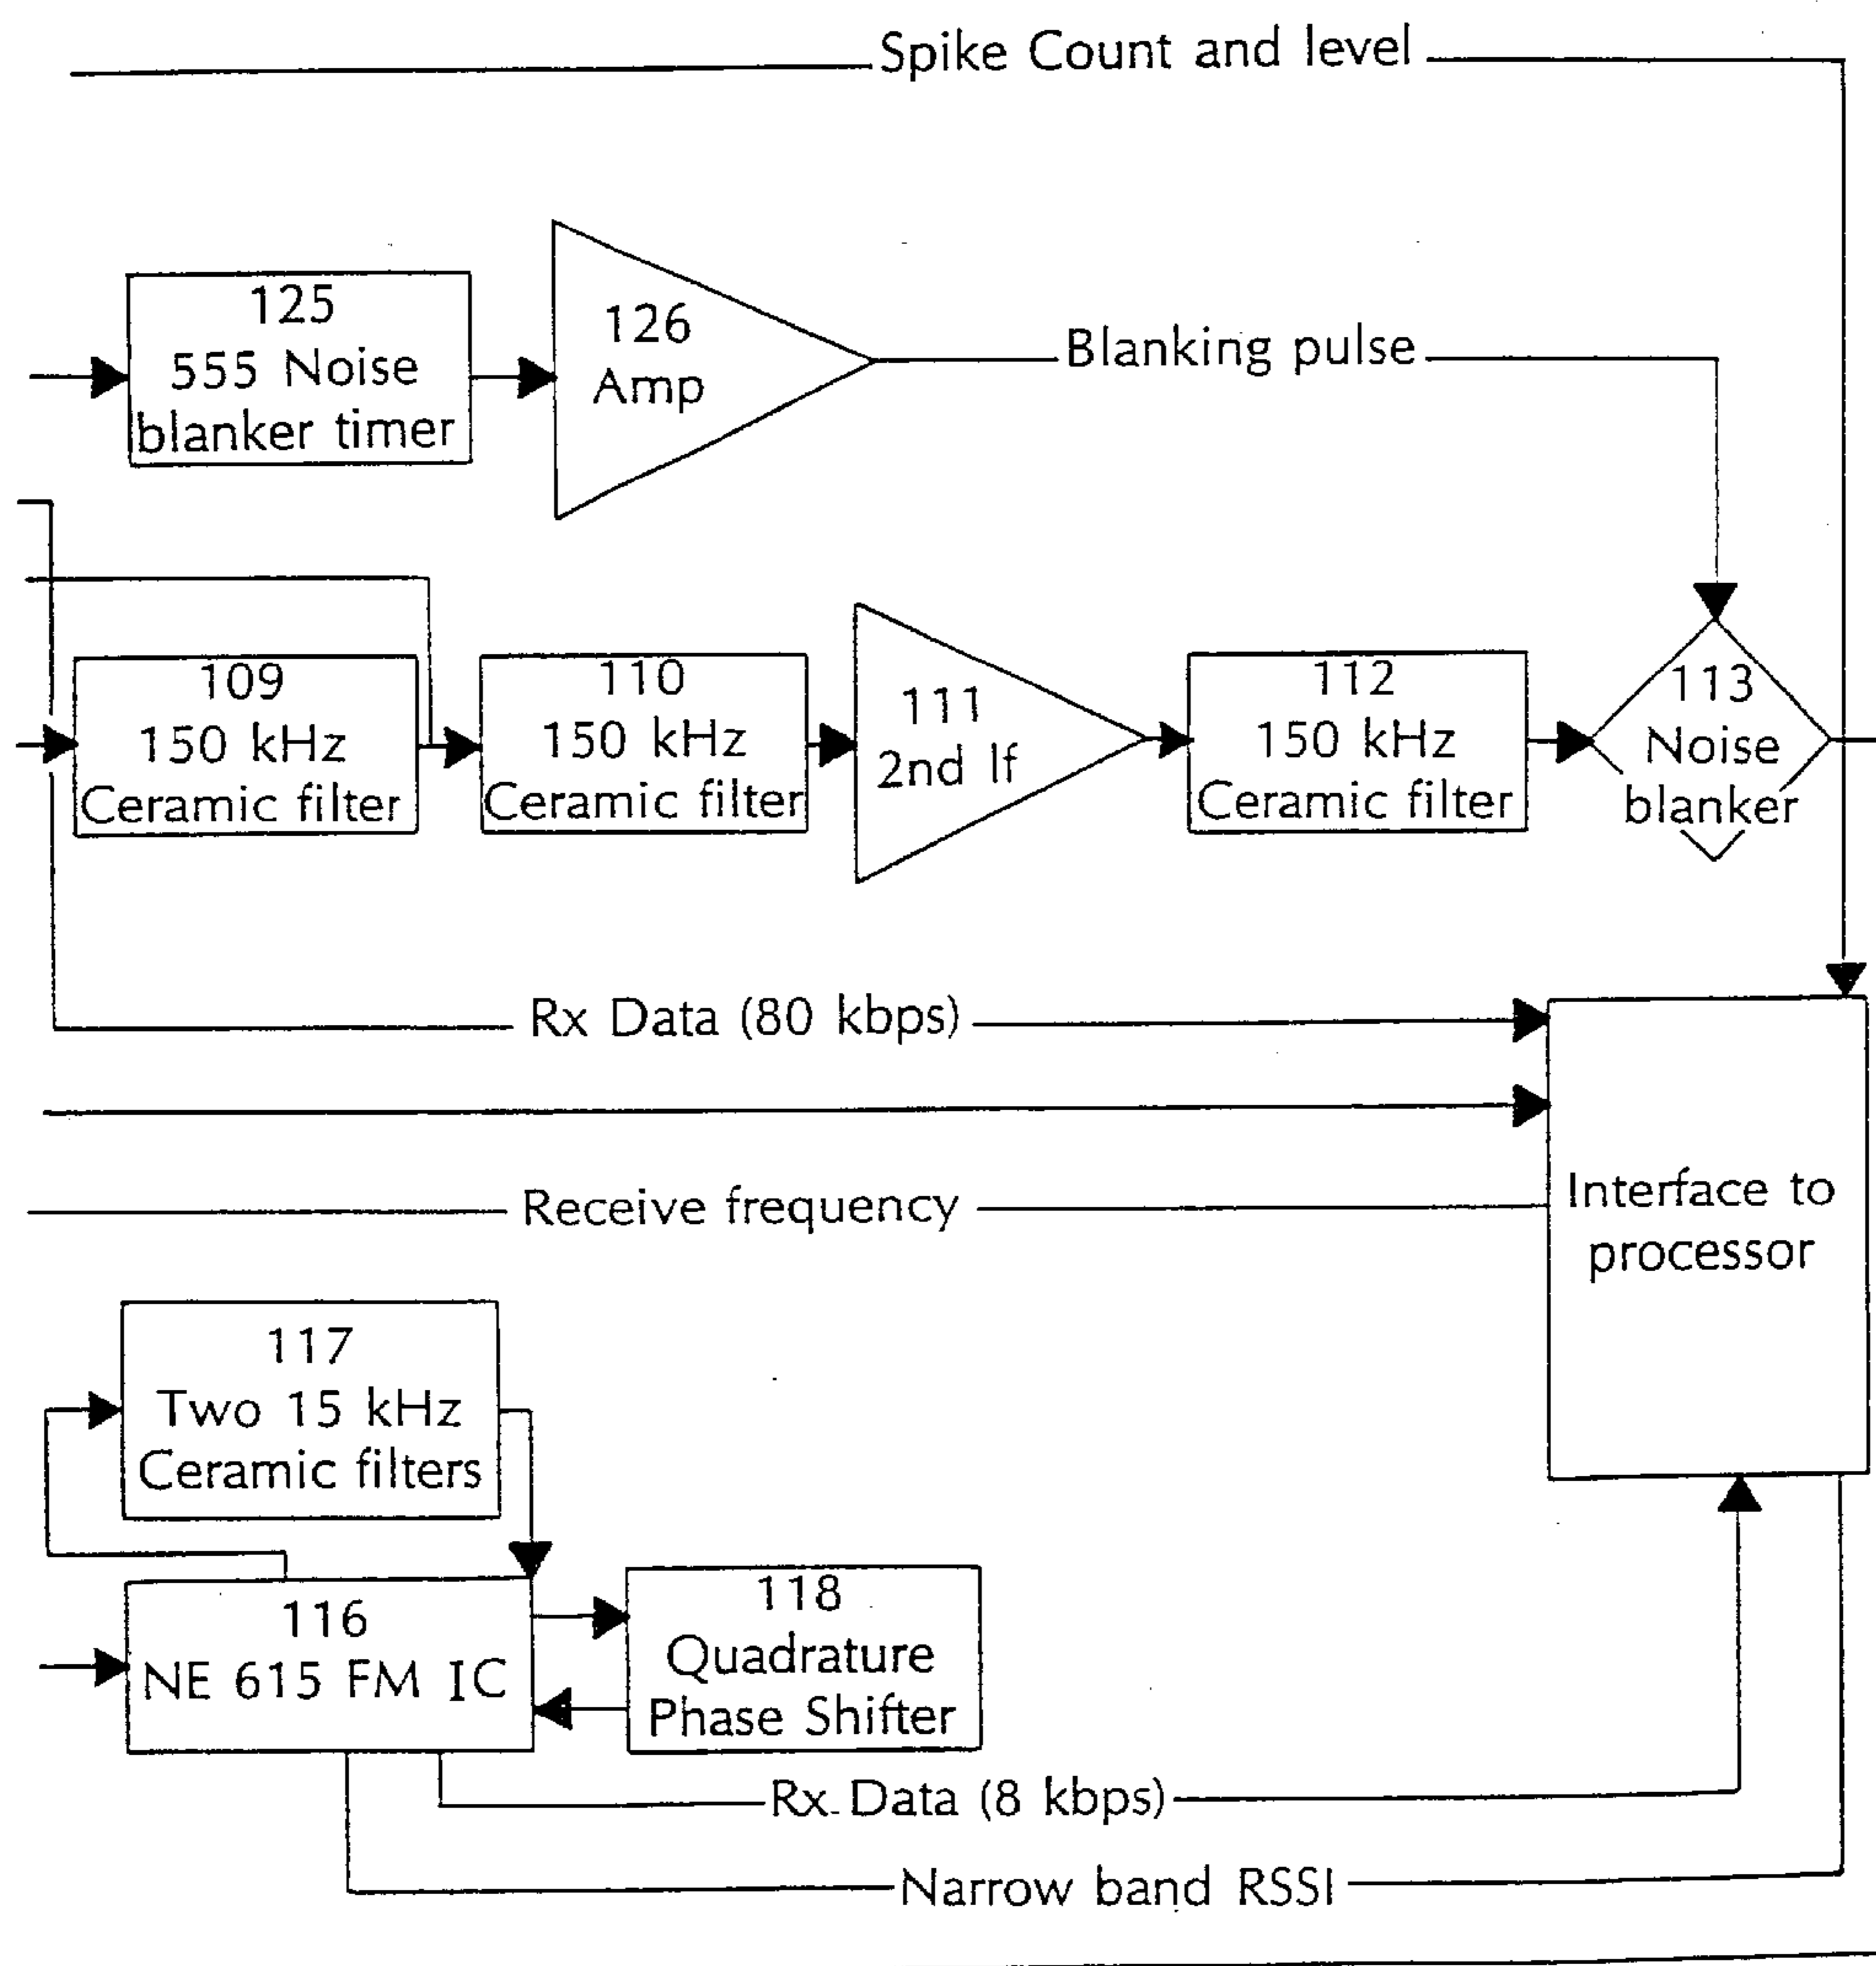 Spike Count and level
125
555 Noise
blanker timer
126
Amp
Blanking pulse
109
150 kHz
Ceramic filter
110
150 kHz
Ceramic filter
111
2nd If
112
150 kHz
Ceramic filter
113
Noise
blanker
Rx Data (80 kbps)
Receive frequency
Interface to
processor
117
Two 15 kHz
Ceramic filters
116
NE 615 FM IC
118
Quadrature
Phase Shifter
Rx Data (8 kbps)
Narrow band RSSI